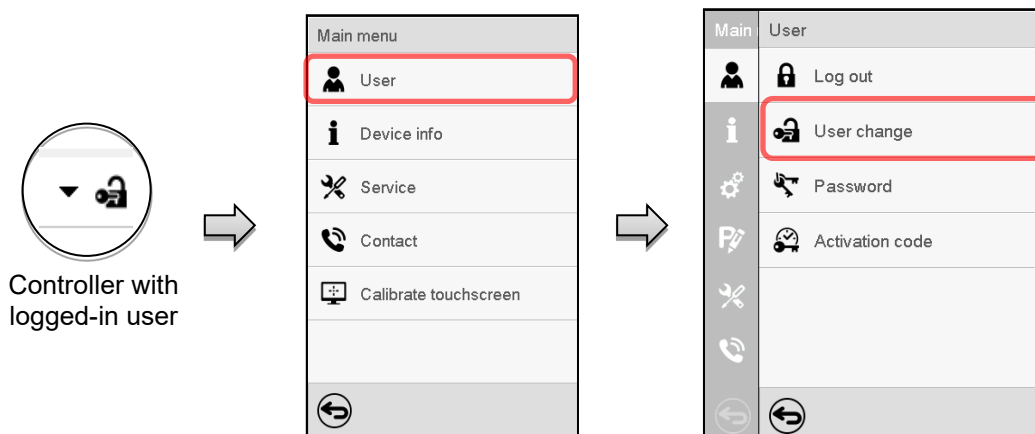 Controller with
logged-in user
Main menu
User
Device info
Service
Contact
Calibrate touchscreen
Main
User
Log out
User change
Password
Activation code